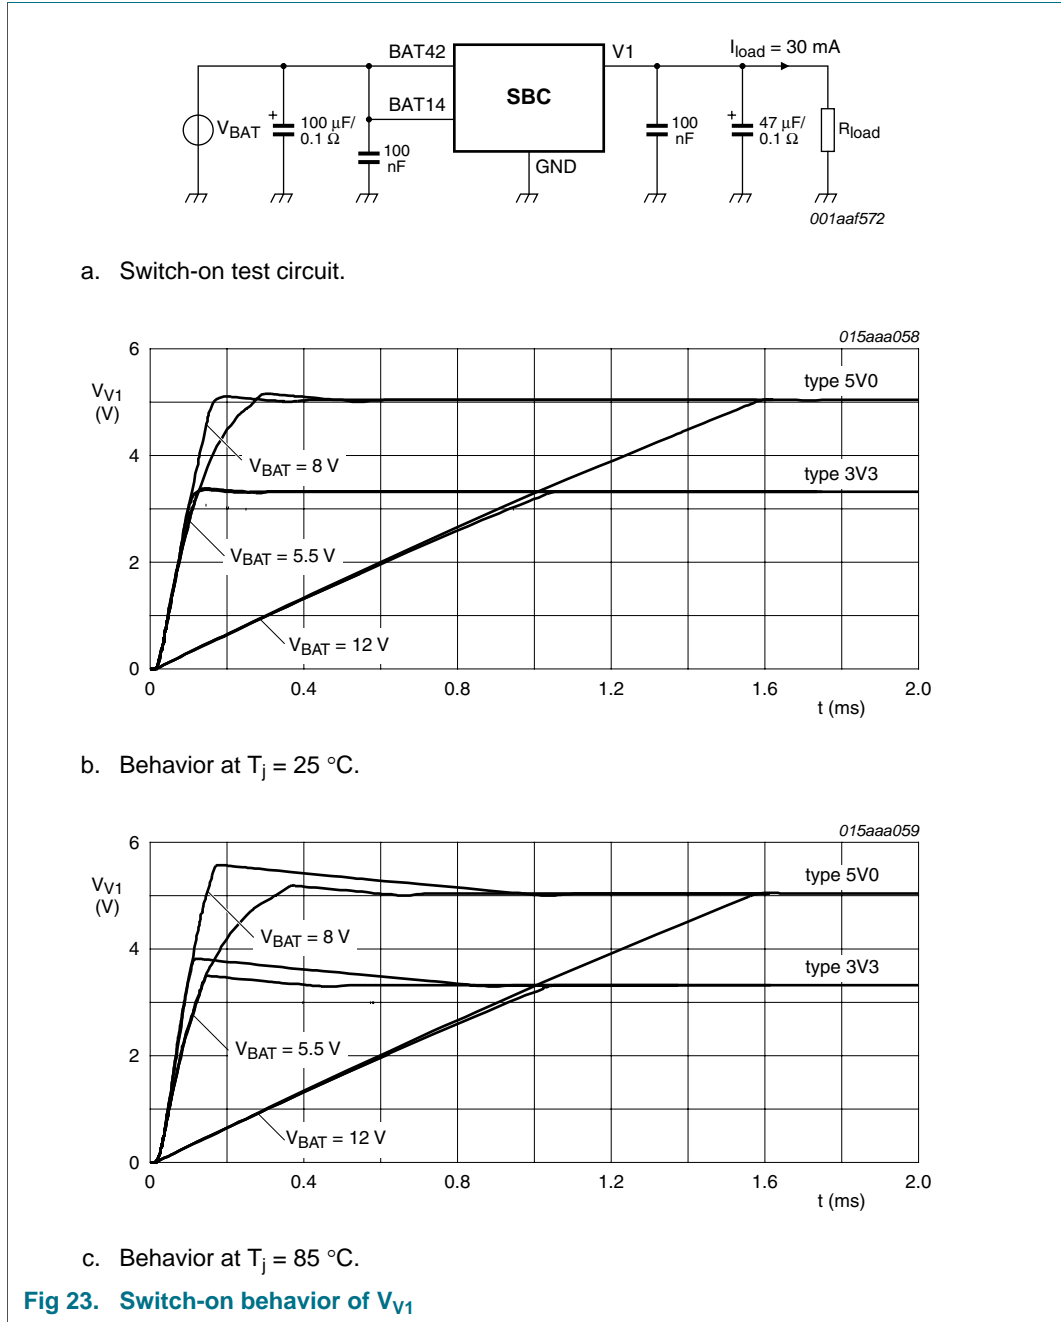 BAT42
V1
Iload = 30 mA
BAT14
SBC
+
VBAT
100 μF/
0.1 Ω
100
nF
GND
100
nF
+
47 μF/
0.1 Ω
Rload
001aaf572
a. Switch-on test circuit.
015aaa058
6
VV1
(V)
type 5V0
4
VBAT = 8 V
type 3V3
VBAT = 5.5 V
2
VBAT = 12 V
0
0 0.4 0.8 1.2 1.6 2.0
t (ms)
b. Behavior at Tj = 25 °C.
015aaa059
6
VV1
(V)
type 5V0
4
VBAT = 8 V
type 3V3
VBAT = 5.5 V
2
VBAT = 12 V
0
0 0.4 0.8 1.2 1.6 2.0
t (ms)
c. Behavior at Tj = 85 °C.
Fig 23. Switch-on behavior of VV1